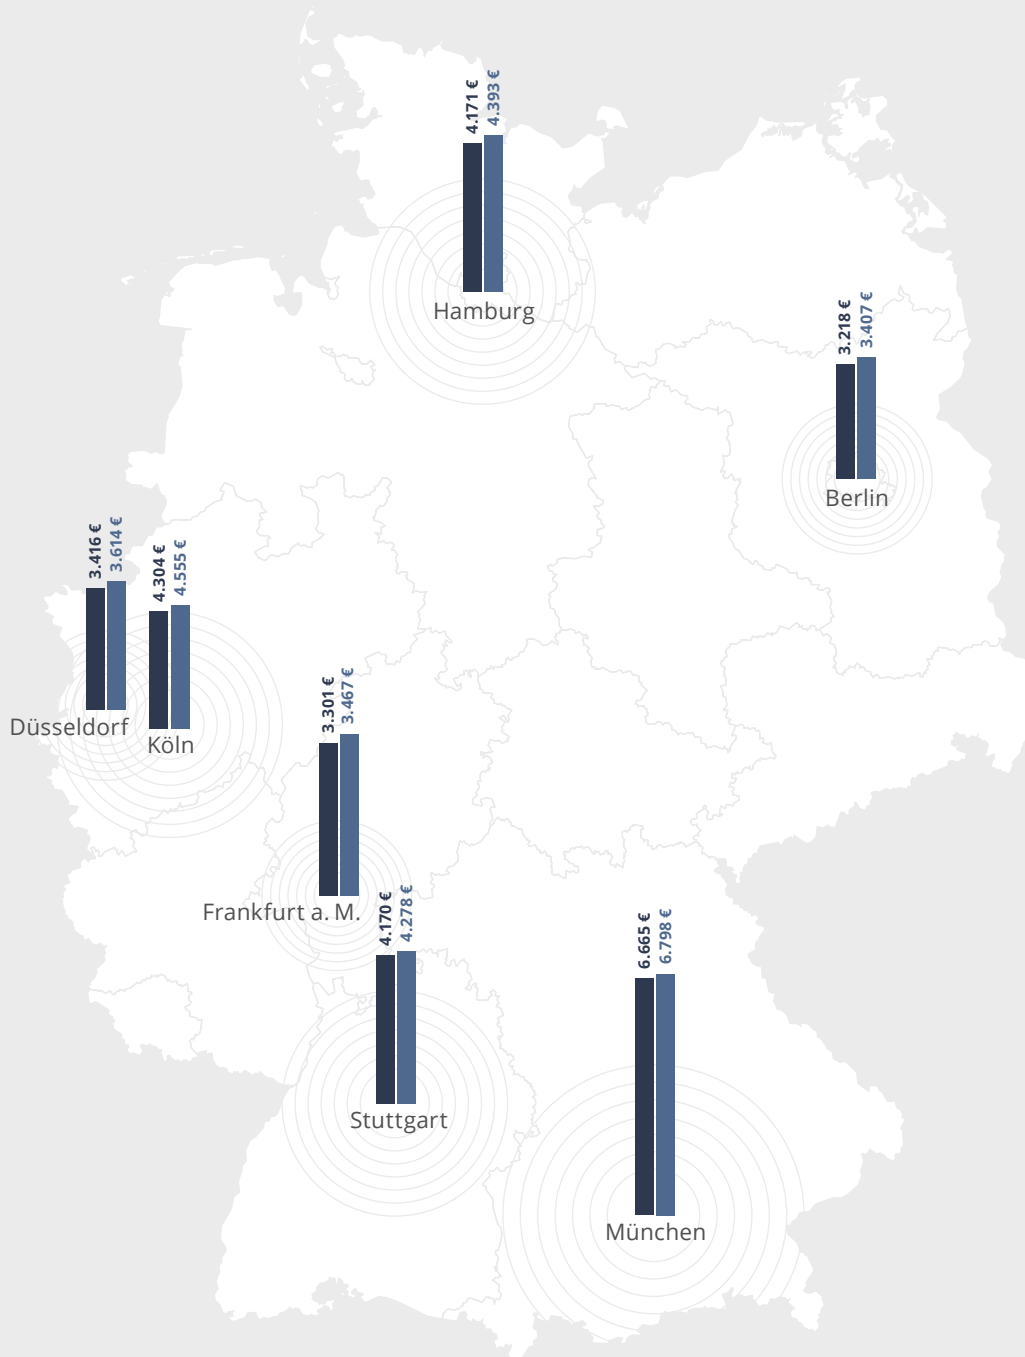 4.171 €
4.393 €
Hamburg
3.218 €
3.407 €
Berlin
3.416 €
3.614 €
Düsseldorf
4.304 €
4.555 €
Köln
3.301 €
3.467 €
Frankfurt a. M.
4.170 €
4.278 €
Stuttgart
6.665 €
6.798 €
München